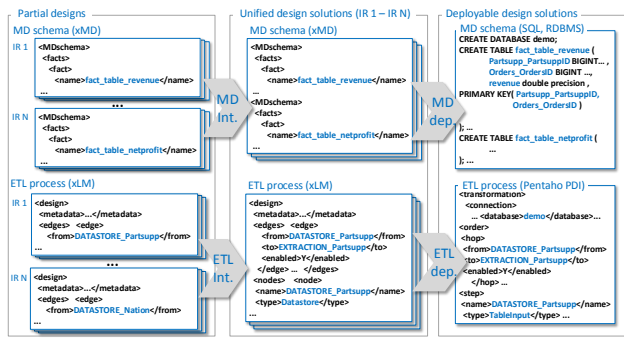 Partial designs
MD schema (xMD)
IR 1
<MDschema>
<facts>
<fact>
<name>fact_table_revenue</name>
...
...
IR N
<MDschema>
<facts>
<fact>
<name>fact_table_netprofit</name>
...
ETL process (xLM)
IR 1
<design>
<metadata>...</metadata>
<edges> <edge>
<from>DATASTORE_Partsupp</from>
...
...
IR N
<design>
<metadata>...</metadata>
<edges> <edge>
<from>DATASTORE_Nation</from>
...
MD
Int.
ETL
Int.
Unified design solutions (IR 1 – IR N)
MD schema (xMD)
<MDschema>
<facts>
<fact>
<name>fact_table_revenue</name>
...
<MDschema>
<facts>
<fact>
<name>fact_table_netprofit</name>
...
ETL process (xLM)
<design>
<metadata>...</metadata>
<edges> <edge>
<from>DATASTORE_Partsupp</from>
<to>EXTRACTION_Partsupp</to>
<enabled>Y</enabled>
</edge> ... </edges>
<nodes> <node>
<name>DATASTORE_Partsupp</name>
<type>Datastore</type>
...
MD
dep.
ETL
dep.
Deployable design solutions
MD schema (SQL, RDBMS)
CREATE DATABASE demo;
CREATE TABLE fact_table_revenue (
Partsupp_PartsuppID BIGINT... ,
Orders_OrdersID BIGINT ...,
revenue double precision ,
PRIMARY KEY( Partsupp_PartsuppID,
Orders_OrdersID )
); ...
CREATE TABLE fact_table_netprofit (
...
); ...
ETL process (Pentaho PDI)
<transformation>
<connection>
... <database>demo</database>...
<order>
<hop>
<from>DATASTORE_Partsupp</from>
<to>EXTRACTION_Partsupp</to>
<enabled>Y</enabled>
</hop> ...
<step>
<name>DATASTORE_Partsupp</name>
<type>TableInput</type> ...